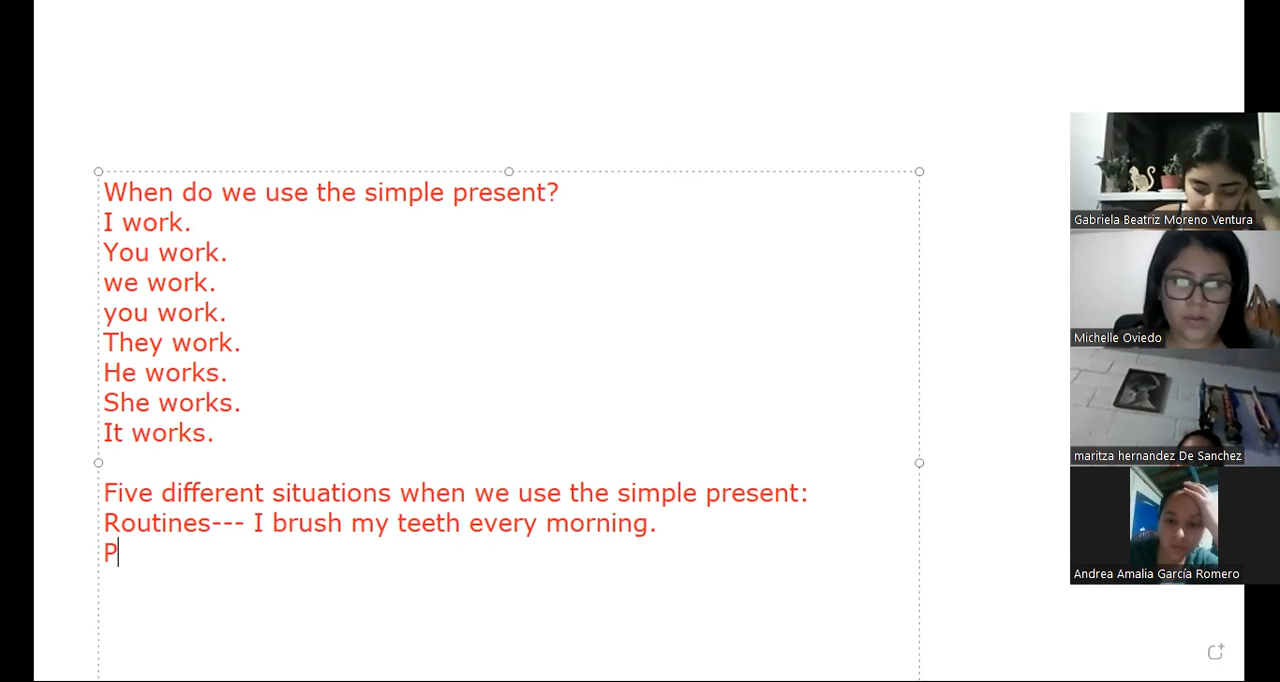 When do we use the simple present?
I work.
You work.
we work.
you work.
They work.
He works.
She works.
It works.
Five different situations when we use the simple present:
Routines--- I brush my teeth every morning.
P
Gabriela Beatriz Moreno Ventura
Michelle Oviedo
maritza hernandez De Sanchez
Andrea Amalia García Romero